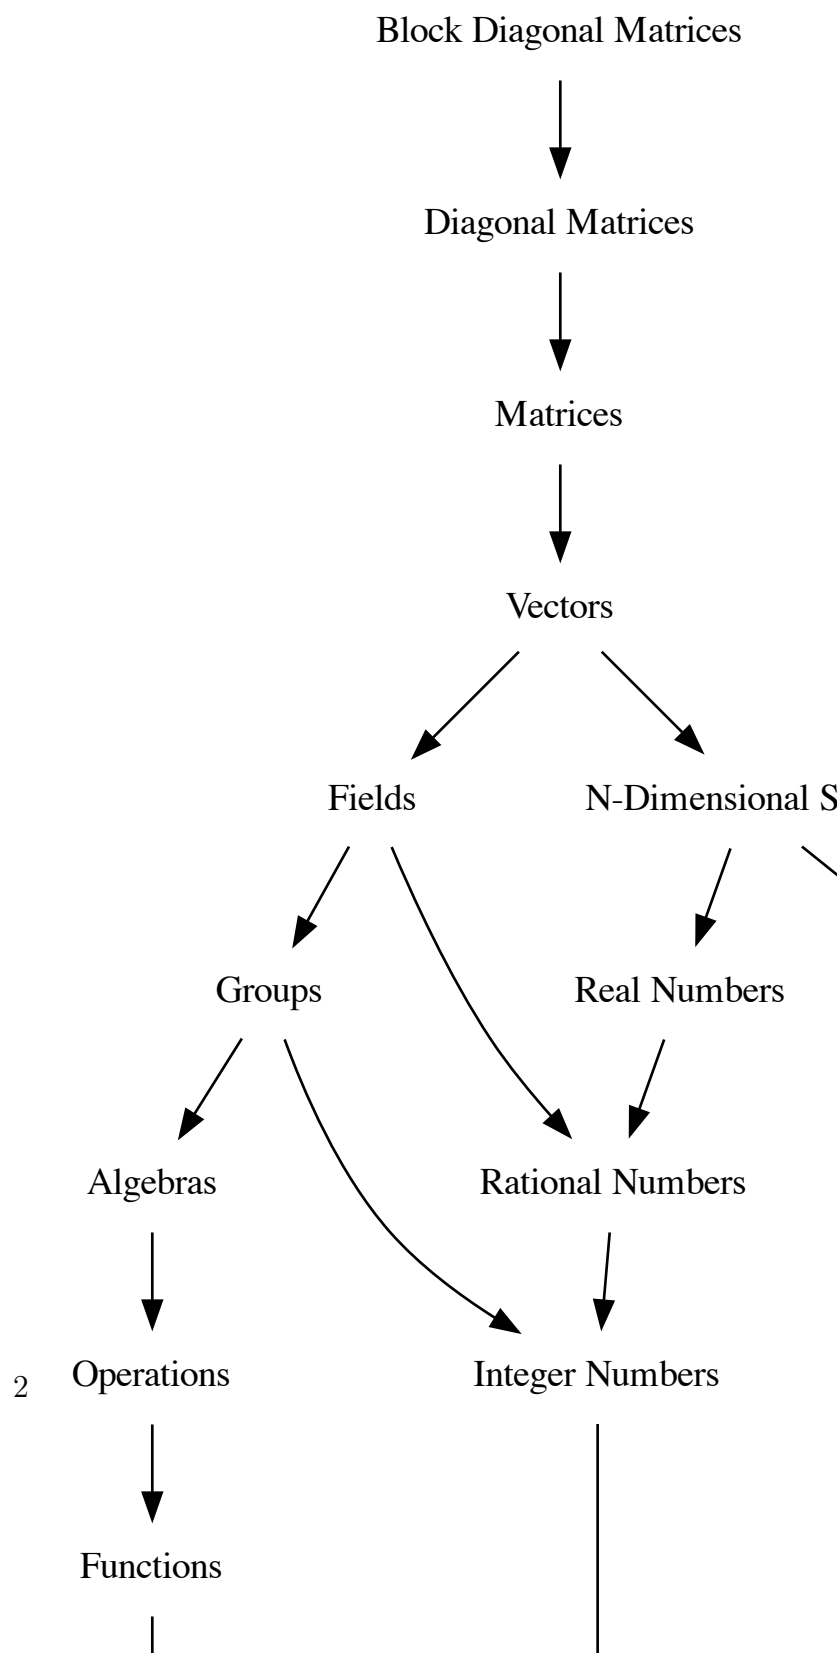 Block Diagonal Matrices
Diagonal Matrices
Matrices
Vectors
Fields
N-Dimensional S
Groups
Real Numbers
Algebras
Rational Numbers
2
Operations
Integer Numbers
Functions